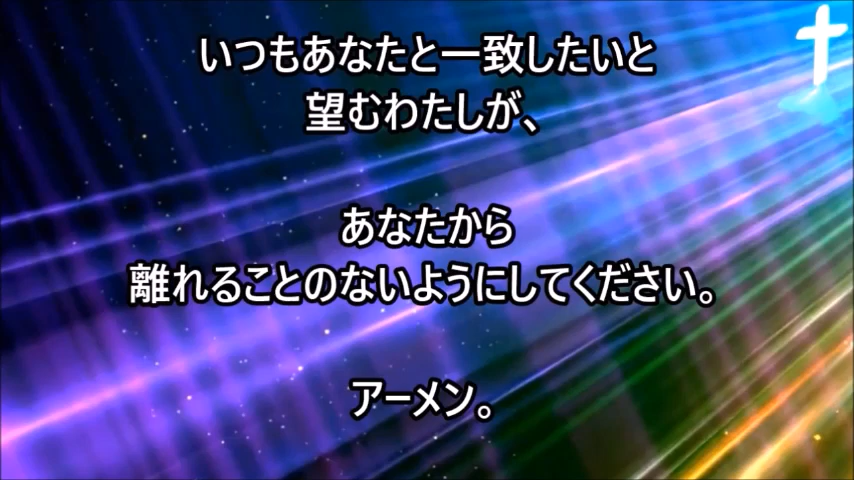 いつもあなたと一致したいと
望むわたしが、
あなたから
離れることのないようにしてください。
アーメン。